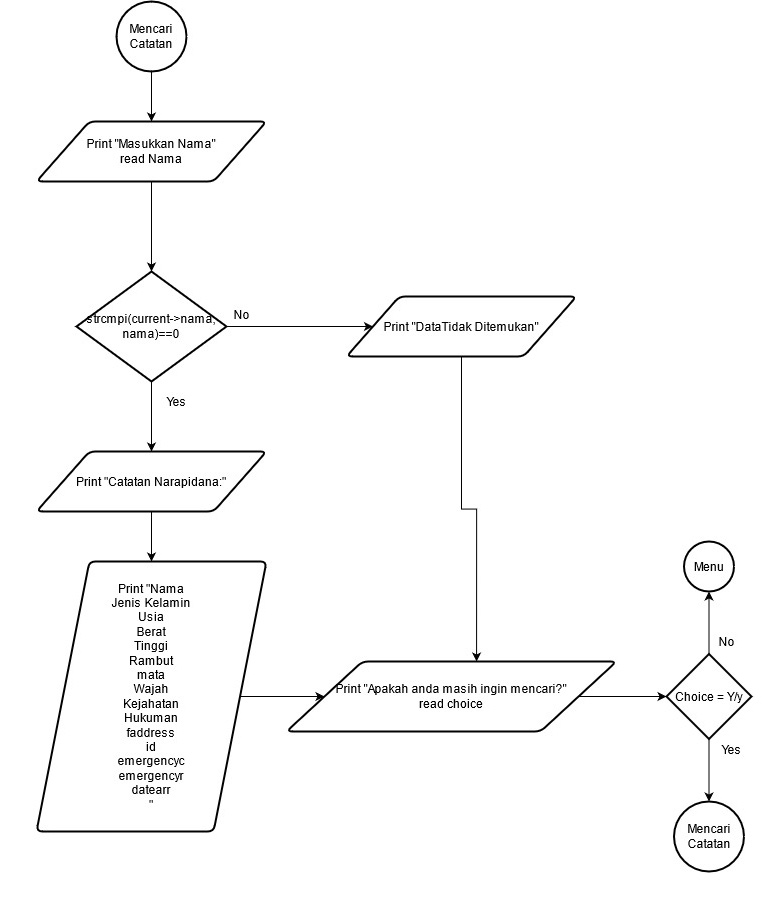 Mencari
Catatan
Print "Masukkan Nama"
read Nama
strcmpi(current->nama,
nama)==0
No
Print "DataTidak Ditemukan"
Yes
Print "Catatan Narapidana:"
Print "Nama
Jenis Kelamin
Usia
Berat
Tinggi
Rambut
mata
Wajah
Kejahatan
Hukuman
faddress
id
emergencyc
emergencyr
datearr
"
Print "Apakah anda masih ingin mencari?"
read choice
Menu
No
Choice = Y/y
Yes
Mencari
Catatan